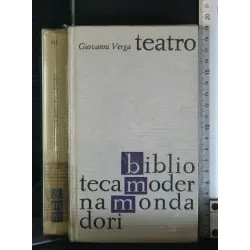 Giovanni Verga teatro
biblio
tecamoder
namonda
dori